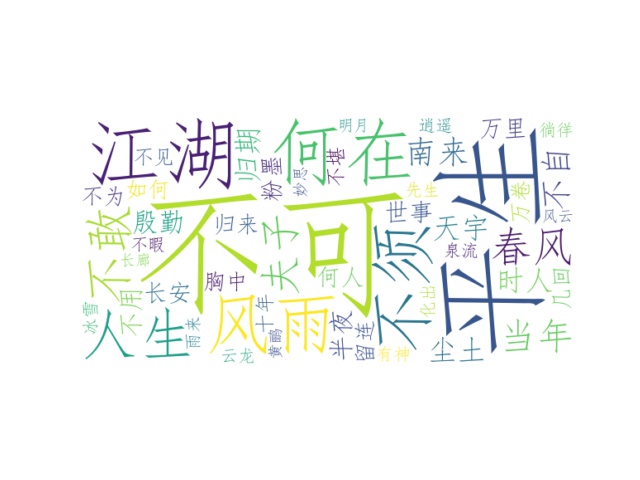 江湖
不见
归期
粉墨
何在
明月
妙思
不堪
逍遥
南来
万里
徜徉
不为
如何
不敢
殷勤
归来
不可
夫子
先生
世事
不须
平生
万卷
不自
风云
天宇
春风
泉流
不暇
长廊
不用
长安
胸中
何人
化出
时人
几回
冰雪
人生
雨来
风雨
云龙
十年
黄鹂
半夜
留连
有神
尘土
当年